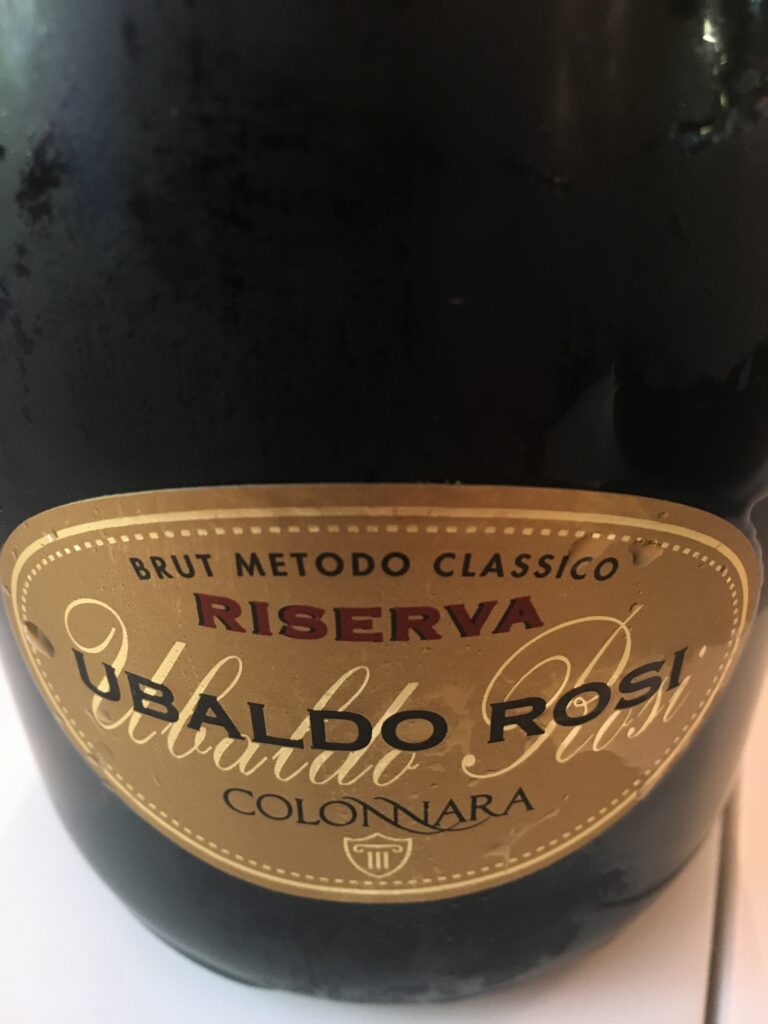 BRUT METODO CLASSICO
RISERVA
Ubaldo Rosi
UBALDO ROSI
COLONNARA